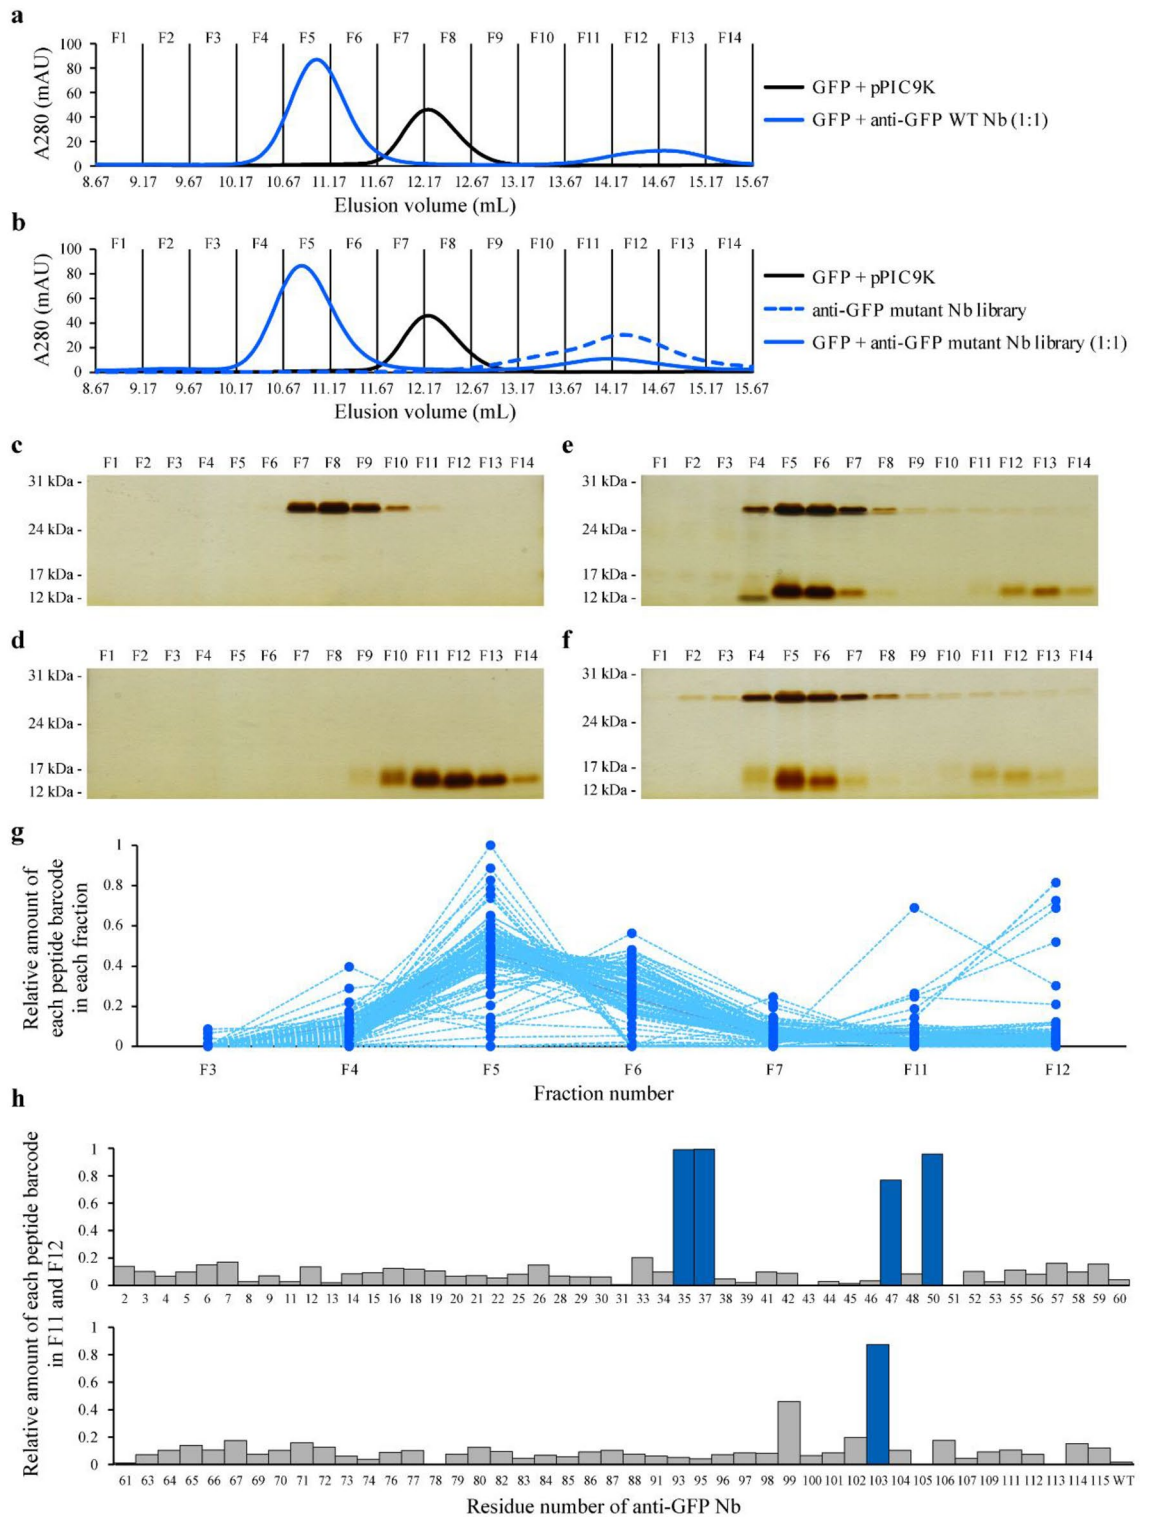 a
F1 F2 F3 F4 F5 F6 F7 F8 F9 F10 F11 F12 F13 F14
A280 (mAU)
100
80
60
40
20
0
8.67 9.17 9.67 10.17 10.67 11.17 11.67 12.17 12.67 13.17 13.67 14.17 14.67 15.17 15.67
Elusion volume (mL)
GFP + pPIC9K
GFP + anti-GFP WT Nb (1:1)
b
F1 F2 F3 F4 F5 F6 F7 F8 F9 F10 F11 F12 F13 F14
A280 (mAU)
100
80
60
40
20
0
8.67 9.17 9.67 10.17 10.67 11.17 11.67 12.17 12.67 13.17 13.67 14.17 14.67 15.17 15.67
Elusion volume (mL)
GFP + pPIC9K
anti-GFP mutant Nb library
GFP + anti-GFP mutant Nb library (1:1)
c
F1 F2 F3 F4 F5 F6 F7 F8 F9 F10 F11 F12 F13 F14
31 kDa -
24 kDa -
17 kDa -
12 kDa -
e
F1 F2 F3 F4 F5 F6 F7 F8 F9 F10 F11 F12 F13 F14
31 kDa -
24 kDa -
17 kDa -
12 kDa -
d
F1 F2 F3 F4 F5 F6 F7 F8 F9 F10 F11 F12 F13 F14
31 kDa -
24 kDa -
17 kDa -
12 kDa -
f
F1 F2 F3 F4 F5 F6 F7 F8 F9 F10 F11 F12 F13 F14
31 kDa -
24 kDa -
17 kDa -
12 kDa -
g
Relative amount of
each peptide barcode
in each fraction
1
0.8
0.6
0.4
0.2
0
F3 F4 F5 F6 F7 F11 F12
Fraction number
h
Relative amount of each peptide barcode
in F11 and F12
1
0.8
0.6
0.4
0.2
0
2 3 4 5 6 7 8 9 11 12 13 14 15 16 18 19 20 21 22 25 26 28 29 30 31 33 34 35 37 38 39 41 42 43 44 45 46 47 48 50 51 52 53 55 56 57 58 59 60
1
0.8
0.6
0.4
0.2
0
61 63 64 65 66 67 69 70 71 72 73 74 76 77 78 79 80 82 83 84 85 86 87 88 91 93 95 96 97 98 99 100 101 102 103 104 105 106 107 109 111 112 113 114 115 WT
Residue number of anti-GFP Nb